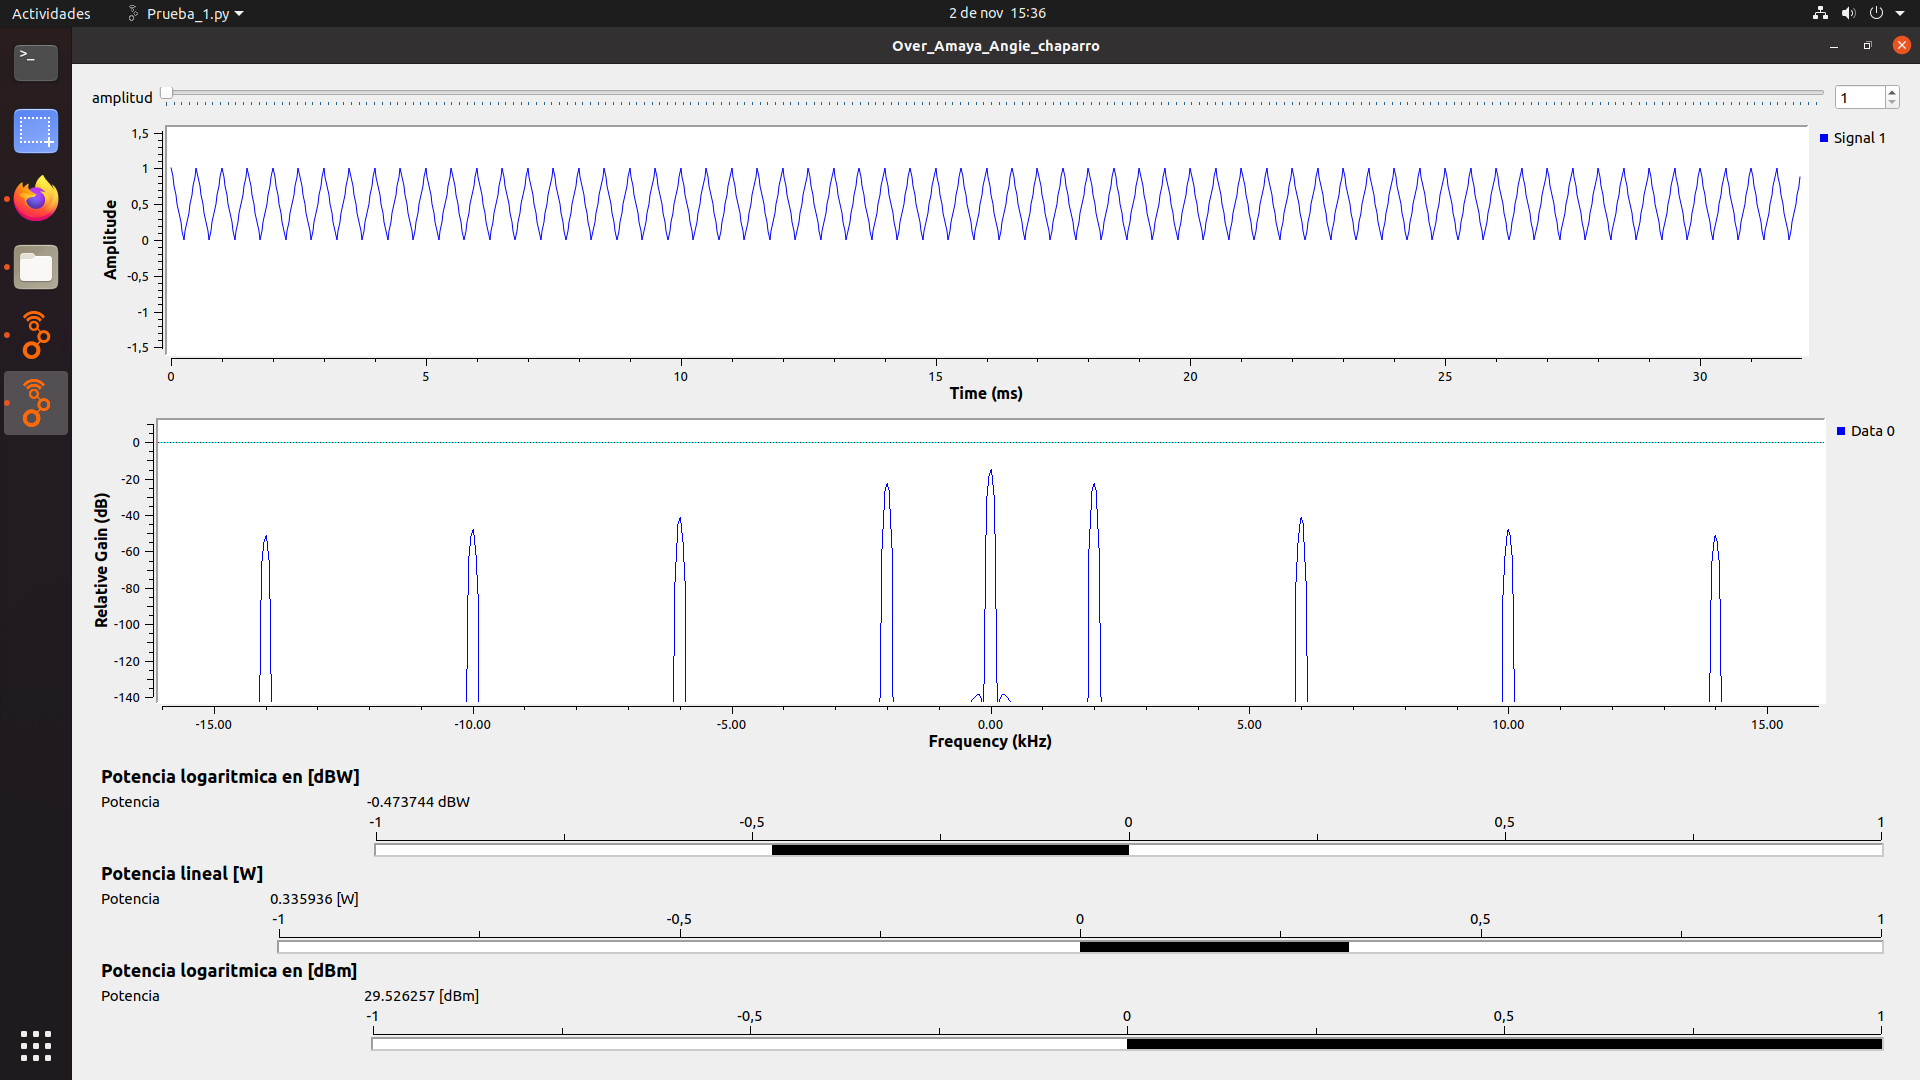 Actividades Prueba_1.py 2 de nov 15:36
Over_Amaya_Angie_chaparro
amplitud 1
Signal 1
1,5
1
0,5
0
-0,5
-1
-1,5
Amplitude
0 5 10 15 20 25 30
Time (ms)
Data 0
0
-20
-40
-60
-80
-100
-120
-140
Relative Gain (dB)
-15.00 -10.00 -5.00 0.00 5.00 10.00 15.00
Frequency (kHz)
Potencia logaritmica en [dBW]
Potencia -0.473744 dBW
-1 -0,5 0 0,5 1
Potencia lineal [W]
Potencia 0.335936 [W]
-1 -0,5 0 0,5 1
Potencia logaritmica en [dBm]
Potencia 29.526257 [dBm]
-1 -0,5 0 0,5 1